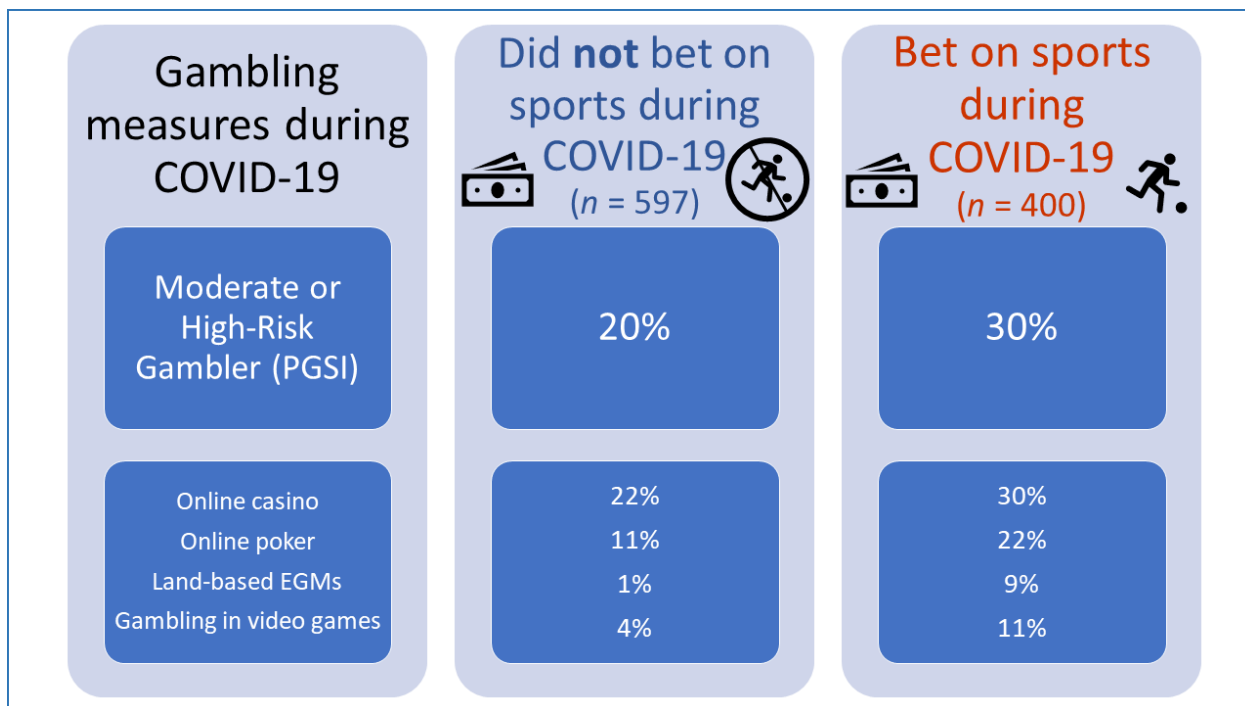 Gambling
measures during
COVID-19
Did not bet on
sports during
COVID-19
(n = 597)
Bet on sports
during
COVID-19
(n = 400)
Moderate or
High-Risk
Gambler (PGSI)
20%
30%
Online casino
Online poker
Land-based EGMs
Gambling in video games
22%
11%
1%
4%
30%
22%
9%
11%